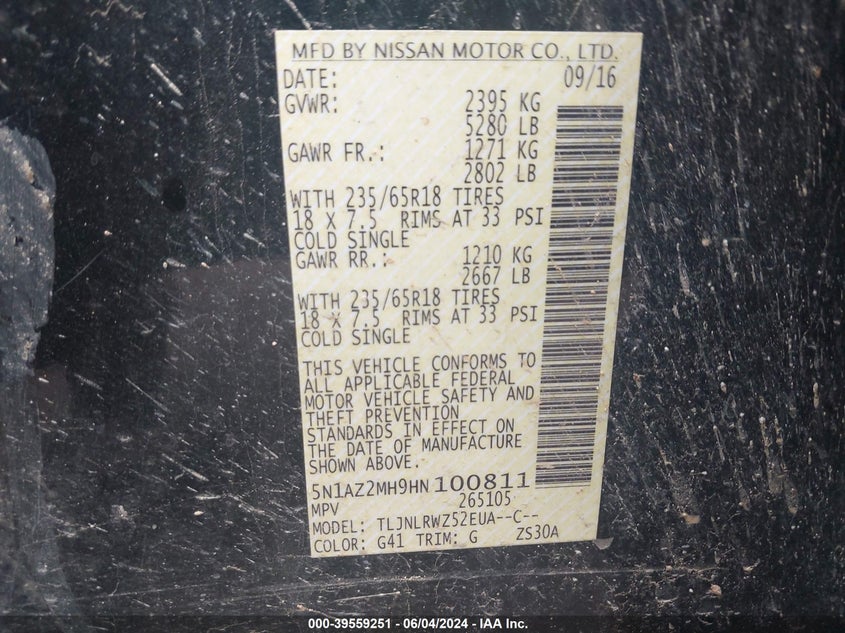 MFD BY NISSAN MOTOR CO., LTD.
DATE: 09/16
GVWR: 2395 KG
5280 LB
GAWR FR.: 1271 KG
2802 LB
WITH 235/65R18 TIRES
18 X 7.5 RIMS AT 33 PSI
COLD SINGLE
GAWR RR.: 1210 KG
2667 LB
WITH 235/65R18 TIRES
18 X 7.5 RIMS AT 33 PSI
COLD SINGLE
THIS VEHICLE CONFORMS TO
ALL APPLICABLE FEDERAL
MOTOR VEHICLE SAFETY AND
THEFT PREVENTION
STANDARDS IN EFFECT ON
THE DATE OF MANUFACTURE
SHOWN ABOVE.
5N1AZ2MH9HN 100811
MPV 265105
MODEL: TLJNLRWZ52EUA--C--
COLOR: G41 TRIM: G ZS30A
000-39559251 - 06/04/2024 - IAA Inc.